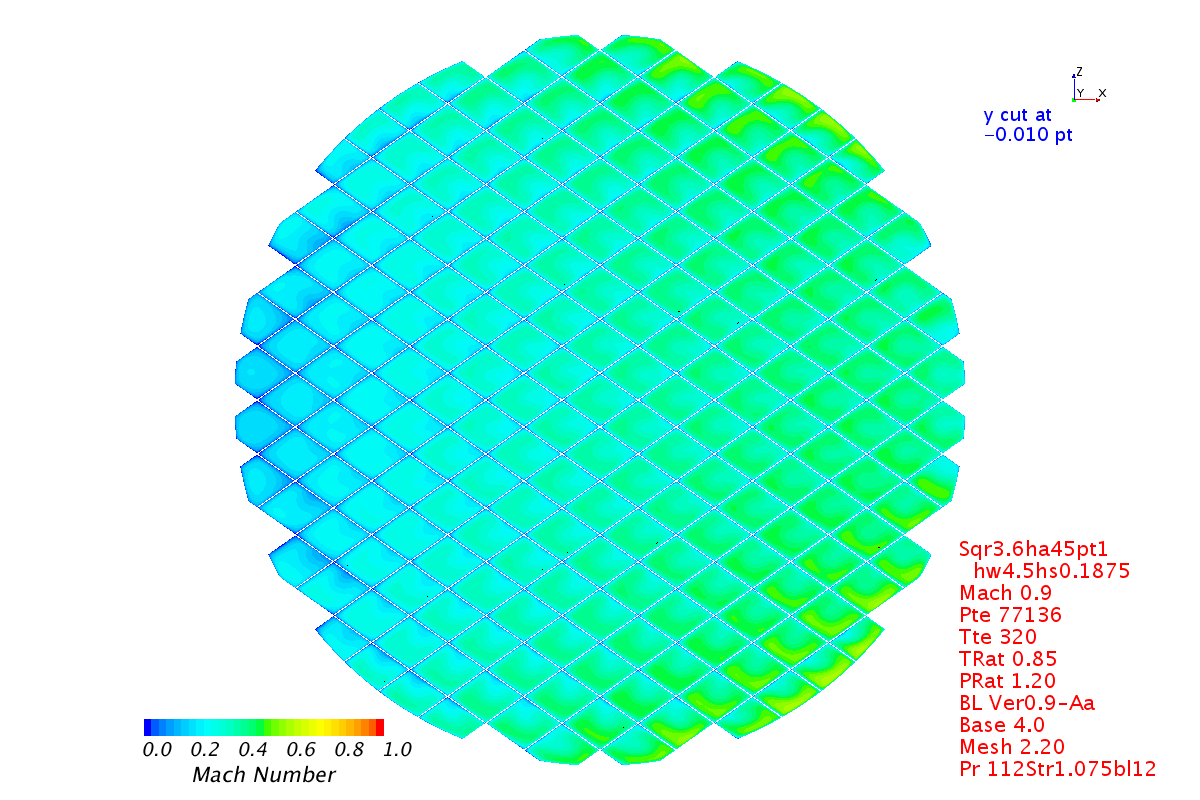 Z
Y X
y cut at
−0.010 pt
Sqr3.6ha45pt1
hw4.5hs0.1875
Mach 0.9
Pte 77136
Tte 320
TRat 0.85
PRat 1.20
BL Ver0.9−Aa
Base 4.0
Mesh 2.20
Pr 112Str1.075bl12
0.0 0.2 0.4 0.6 0.8 1.0
Mach Number